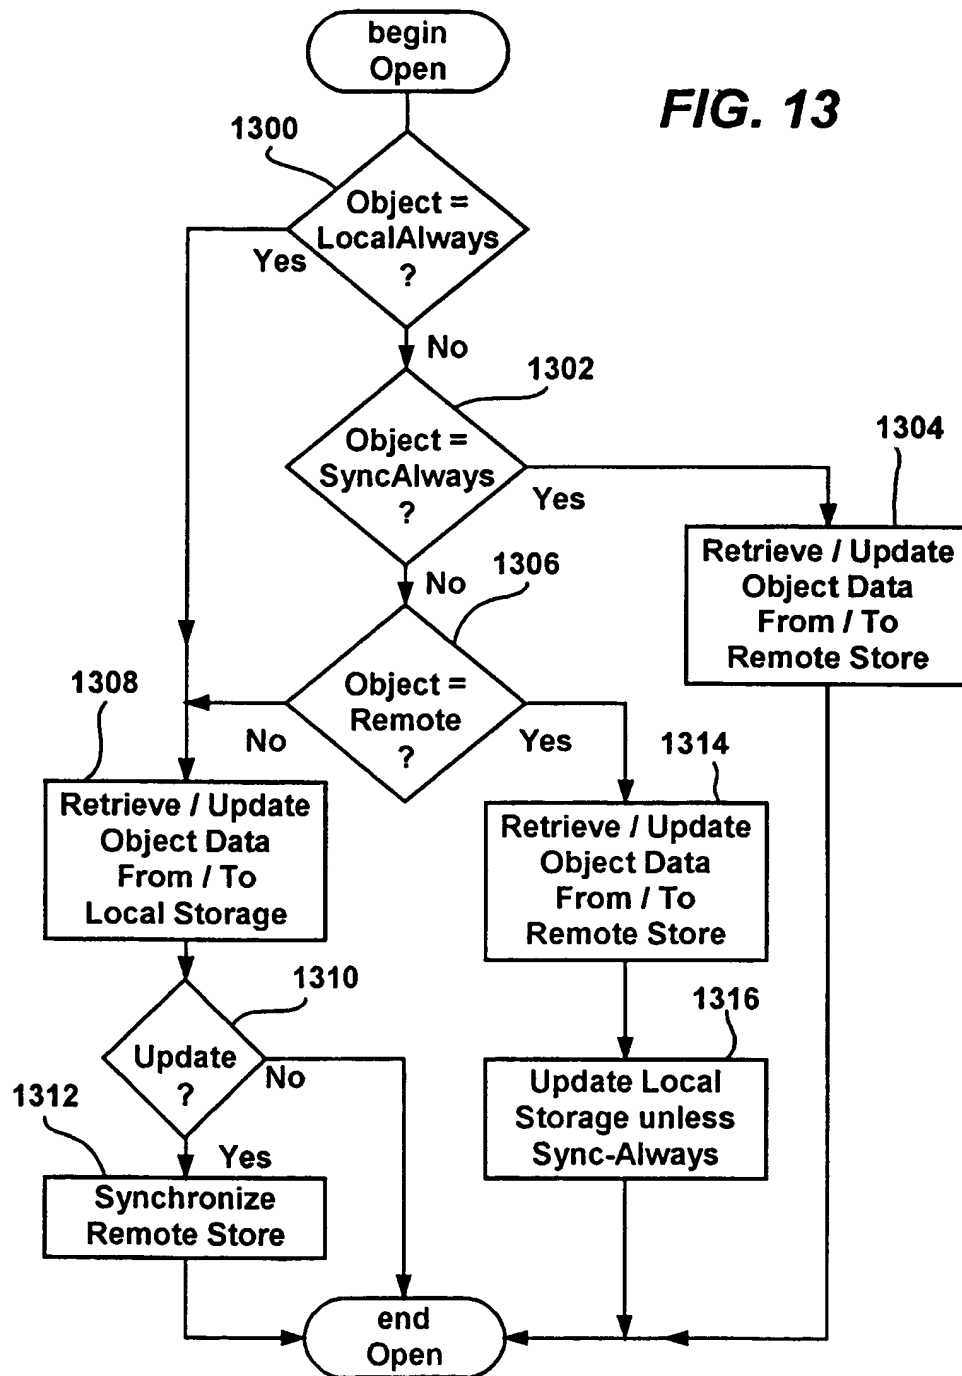 begin
Open
FIG. 13
1300
Object =
LocalAlways
?
Yes
No
1302
Object =
SyncAlways
?
Yes
No
1304
Retrieve / Update
Object Data
From / To
Remote Store
1306
Object =
Remote
?
No
Yes
1308
Retrieve / Update
Object Data
From / To
Local Storage
1314
Retrieve / Update
Object Data
From / To
Remote Store
1310
Update
?
No
Yes
1316
Update Local
Storage unless
Sync-Always
1312
Synchronize
Remote Store
end
Open